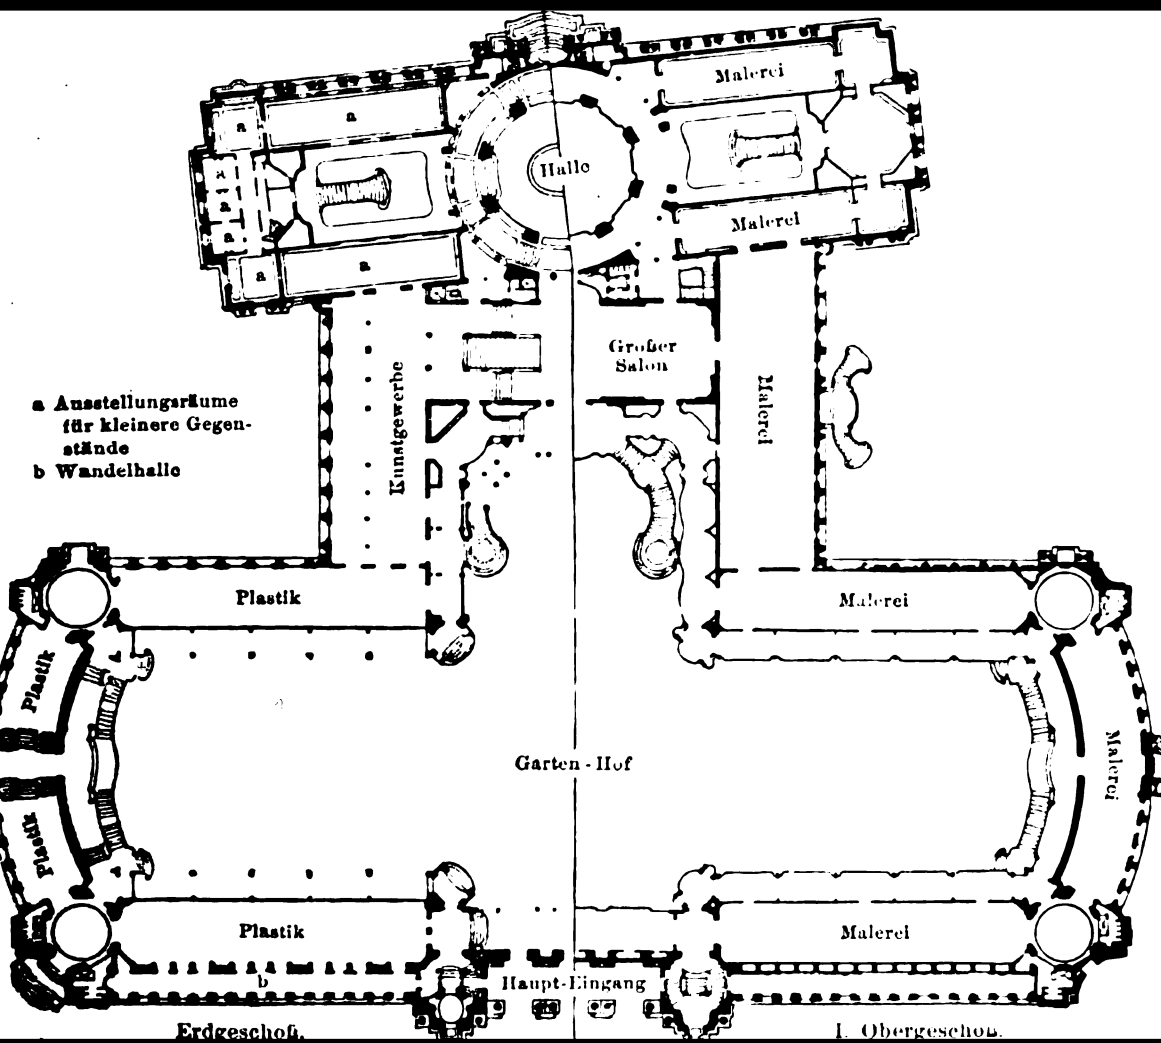 Malerei
a
a
Halle
a
a
Malerei
a
a
a
Großer
Salon
Kunstgewerbe
Malerei
a Ausstellungsräume
für kleinere Gegen-
stände
b Wandelhalle
Plastik
Malerei
Plastik
Malerei
Garten-Hof
Plastik
Plastik
Malerei
b
Haupt-Eingang
Erdgeschoß.
I. Obergeschoß.